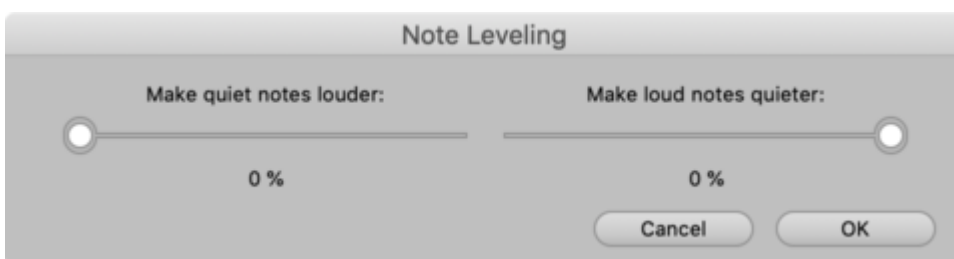 Note Leveling
Make quiet notes louder:
Make loud notes quieter:
0 %
0 %
Cancel
OK